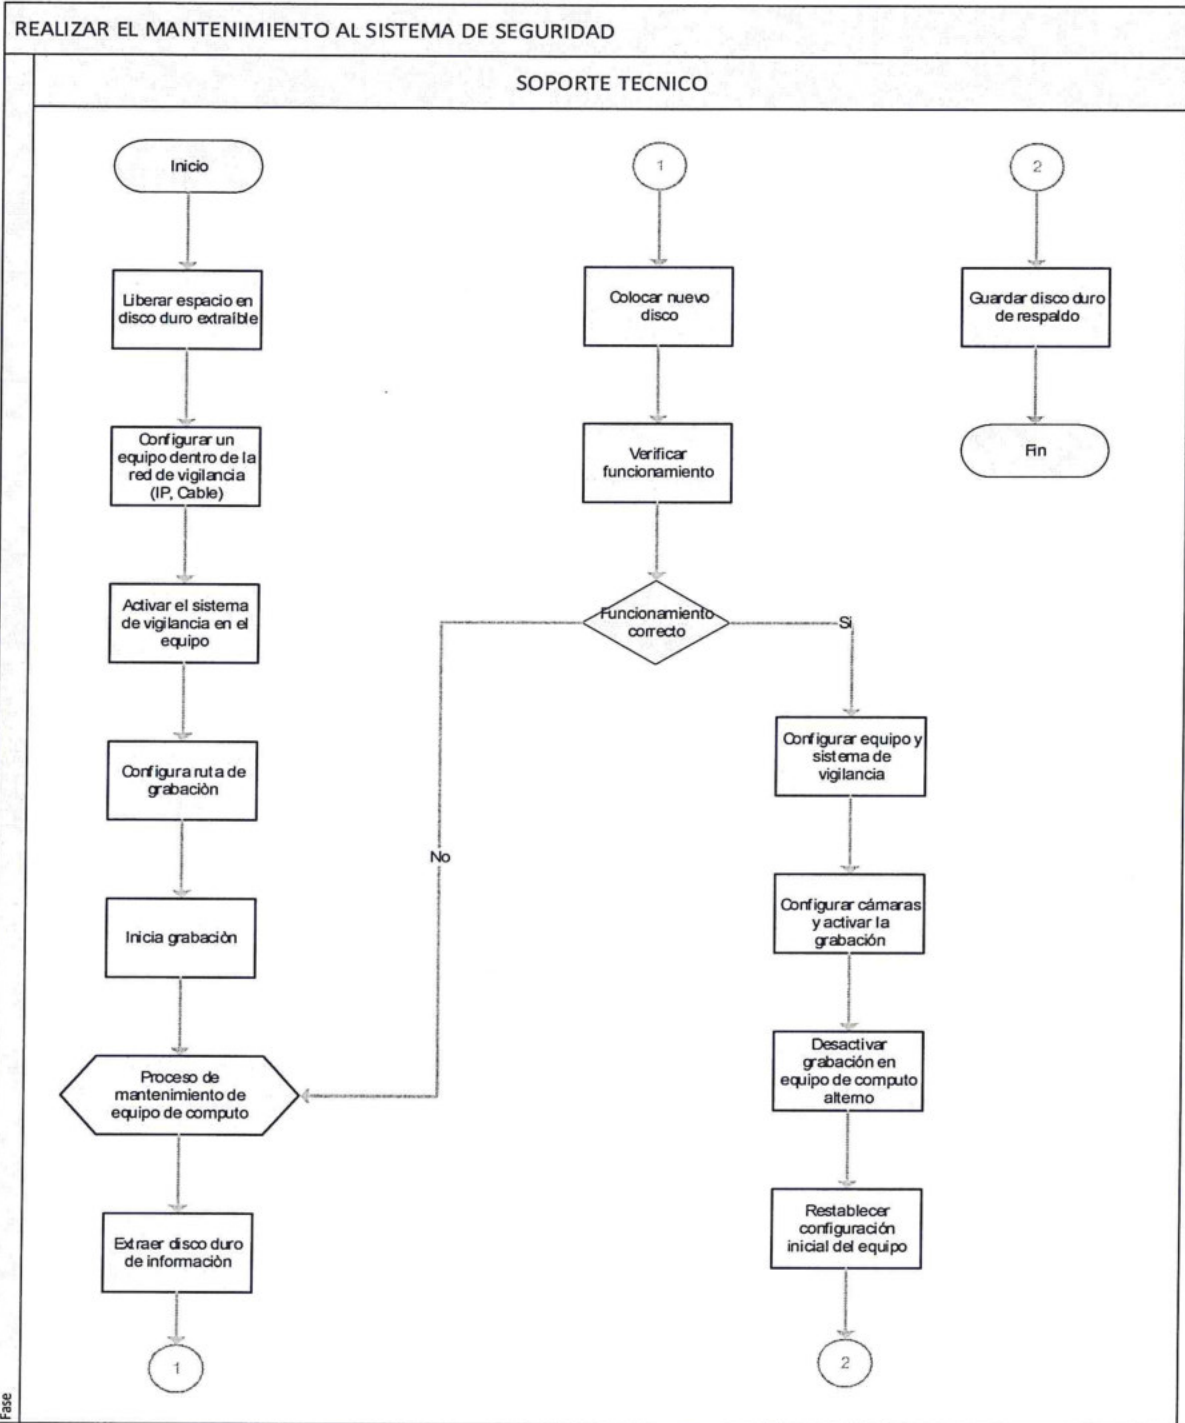 REALIZAR EL MANTENIMIENTO AL SISTEMA DE SEGURIDAD
SOPORTE TECNICO
Inicio
Liberar espacio en
disco duro extraíble
Configurar un
equipo dentro de la
red de vigilancia
(IP, Cable)
Activar el sistema
de vigilancia en el
equipo
Configura ruta de
grabaciòn
Inicia grabaciòn
Proceso de
mantenimiento de
equipo de computo
Extraer disco duro
de informaciòn
1
1
Colocar nuevo
disco
Verificar
funcionamiento
Funcionamiento
correcto
No
Si
Configurar equipo y
sistema de
vigilancia
Configurar cámaras
y activar la
grabación
Desactivar
grabación en
equipo de computo
alterno
Restablecer
configuración
inicial del equipo
2
2
Guardar disco duro
de respaldo
Fin
Fase